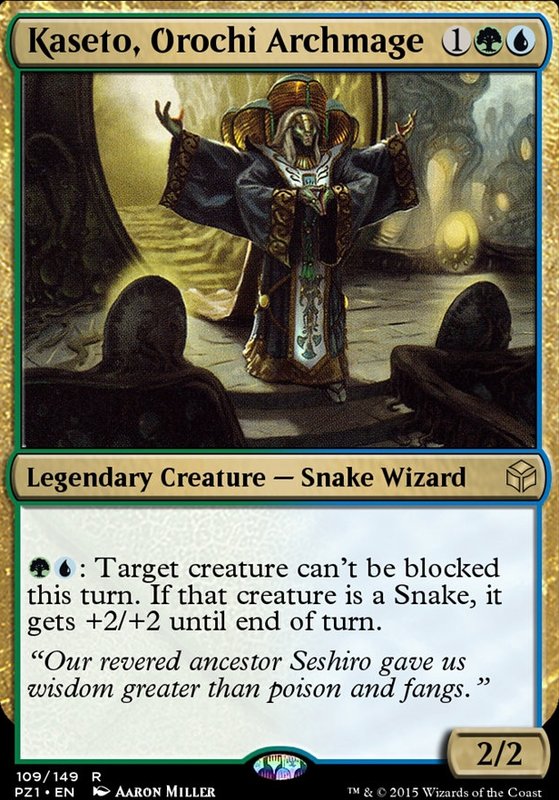 Kaseto, Orochi Archmage 1
Legendary Creature — Snake Wizard
: Target creature can't be blocked
this turn. If that creature is a Snake, it
gets +2/+2 until end of turn.
“Our revered ancestor Seshiro gave us
wisdom greater than poison and fangs.”
2/2
109/149 R
PZ1 • EN Aaron Miller
™ & © 2015 Wizards of the Coast